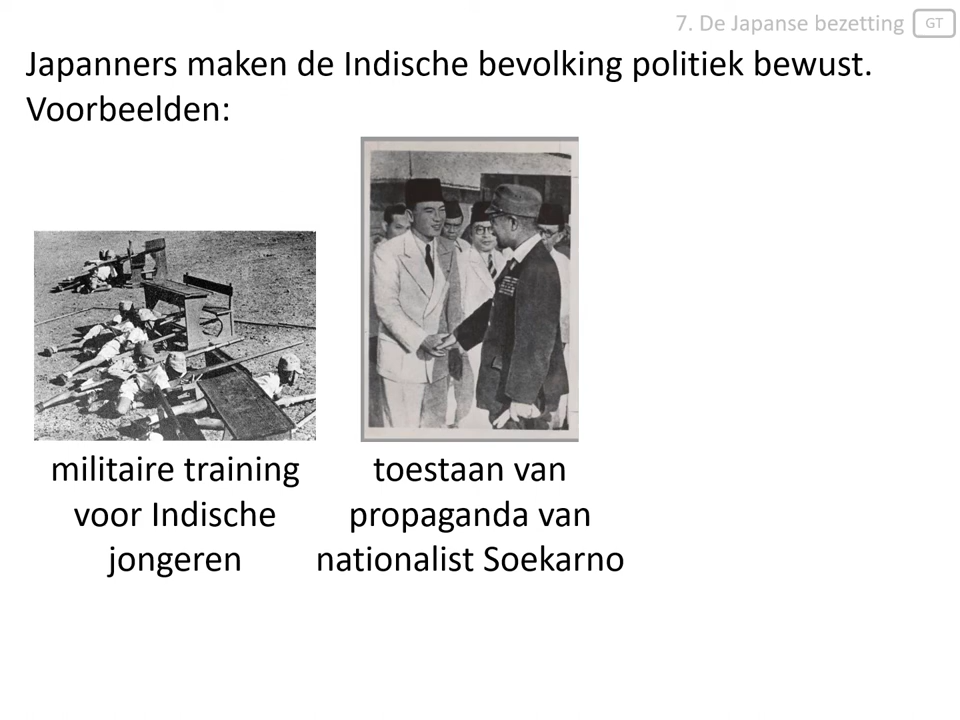 7. De Japanse bezetting GT
Japanners maken de Indische bevolking politiek bewust.
Voorbeelden:
militaire training
voor Indische
jongeren
toestaan van
propaganda van
nationalist Soekarno